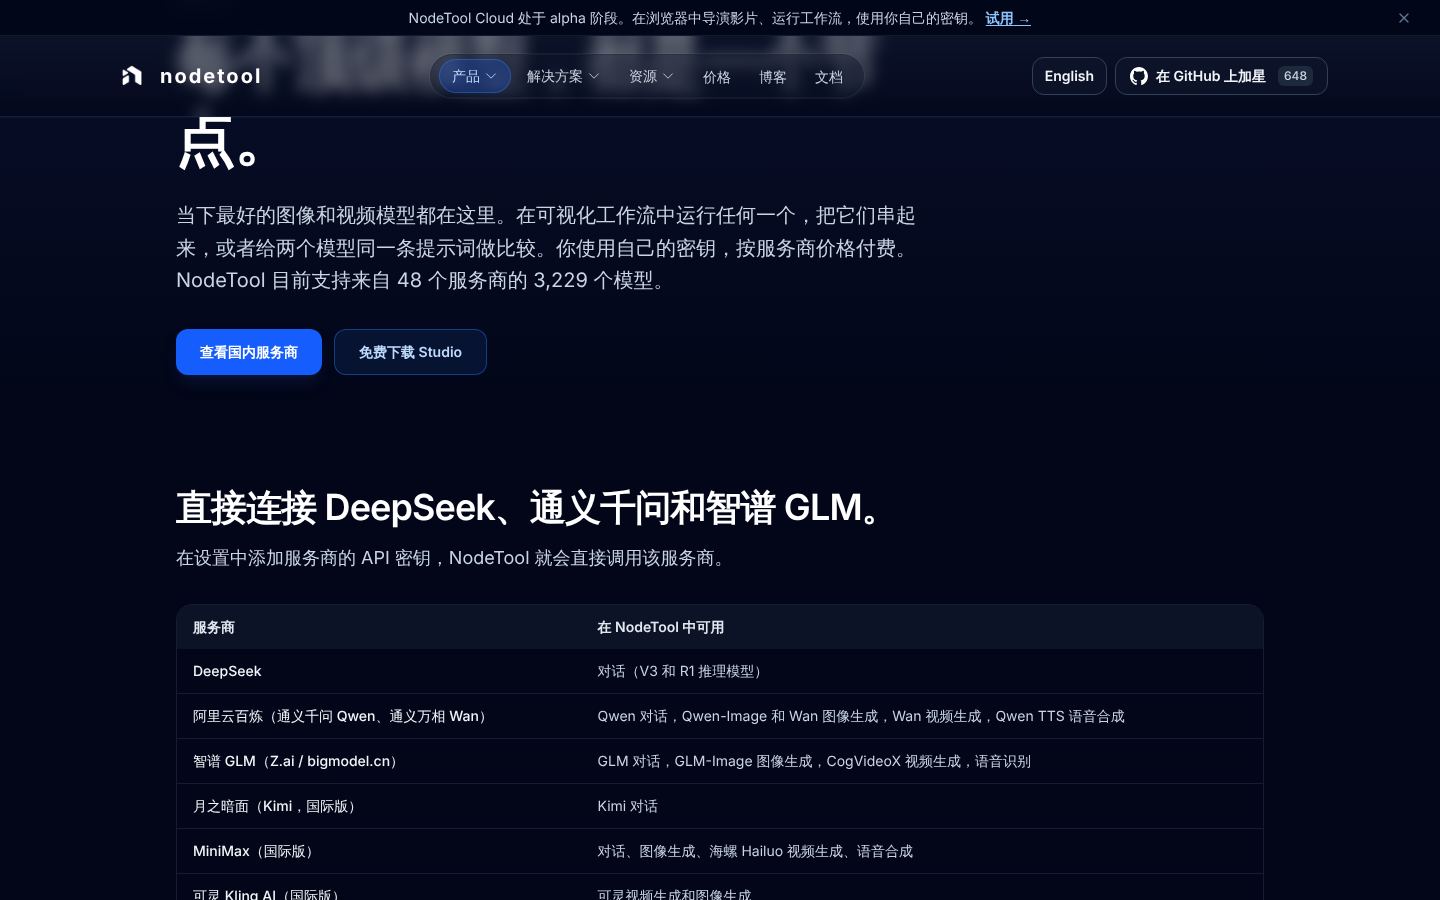 NodeTool Cloud 处于 alpha 阶段。在浏览器中导演影片、运行工作流，使用你自己的密钥。 试用 →
nodetool
产品
解决方案
资源
价格
博客
文档
English
在 GitHub 上加星 648
点。
当下最好的图像和视频模型都在这里。在可视化工作流中运行任何一个，把它们串起
来，或者给两个模型同一条提示词做比较。你使用自己的密钥，按服务商价格付费。
NodeTool 目前支持来自 48 个服务商的 3,229 个模型。
查看国内服务商
免费下载 Studio
直接连接 DeepSeek、通义千问和智谱 GLM。
在设置中添加服务商的 API 密钥，NodeTool 就会直接调用该服务商。
服务商 在 NodeTool 中可用
DeepSeek 对话（V3 和 R1 推理模型）
阿里云百炼（通义千问 Qwen、通义万相 Wan） Qwen 对话，Qwen-Image 和 Wan 图像生成，Wan 视频生成，Qwen TTS 语音合成
智谱 GLM（Z.ai / bigmodel.cn） GLM 对话，GLM-Image 图像生成，CogVideoX 视频生成，语音识别
月之暗面（Kimi，国际版） Kimi 对话
MiniMax（国际版） 对话、图像生成、海螺 Hailuo 视频生成、语音合成
可灵 Kling AI（国际版） 可灵视频生成和图像生成